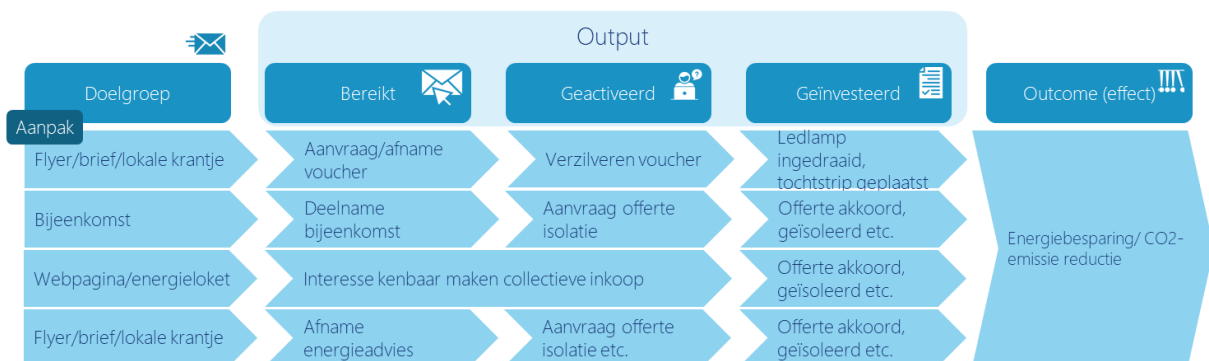 Output
Doelgroep
Bereikt
Geactiveerd
?
Geïnvesteerd
Outcome (effect)
Aanpak
Flyer/brief/lokale krantje
Aanvraag/afname
voucher
Verzilveren voucher
Ledlamp
ingedraaid,
tochtstrip geplaatst
Bijeenkomst
Deelname
bijeenkomst
Aanvraag offerte
isolatie
Offerte akkoord,
geïsoleerd etc.
Webpagina/energieloket
Interesse kenbaar maken collectieve inkoop
Offerte akkoord,
geïsoleerd etc.
Flyer/brief/lokale krantje
Afname
energieadvies
Aanvraag offerte
isolatie etc.
Offerte akkoord,
geïsoleerd etc.
Energiebesparing/ CO2-
emissie reductie